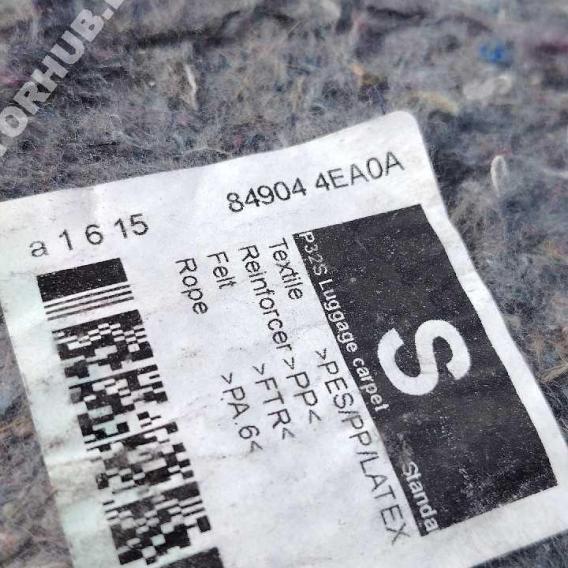 TORHUB.
a 1 6 15
84904 4EA0A
S
Standa
P32S Luggage carpet
Textile >PES/PP/LATEX
Reinforcer >PP<
Felt >FTR<
Rope >PA.6<